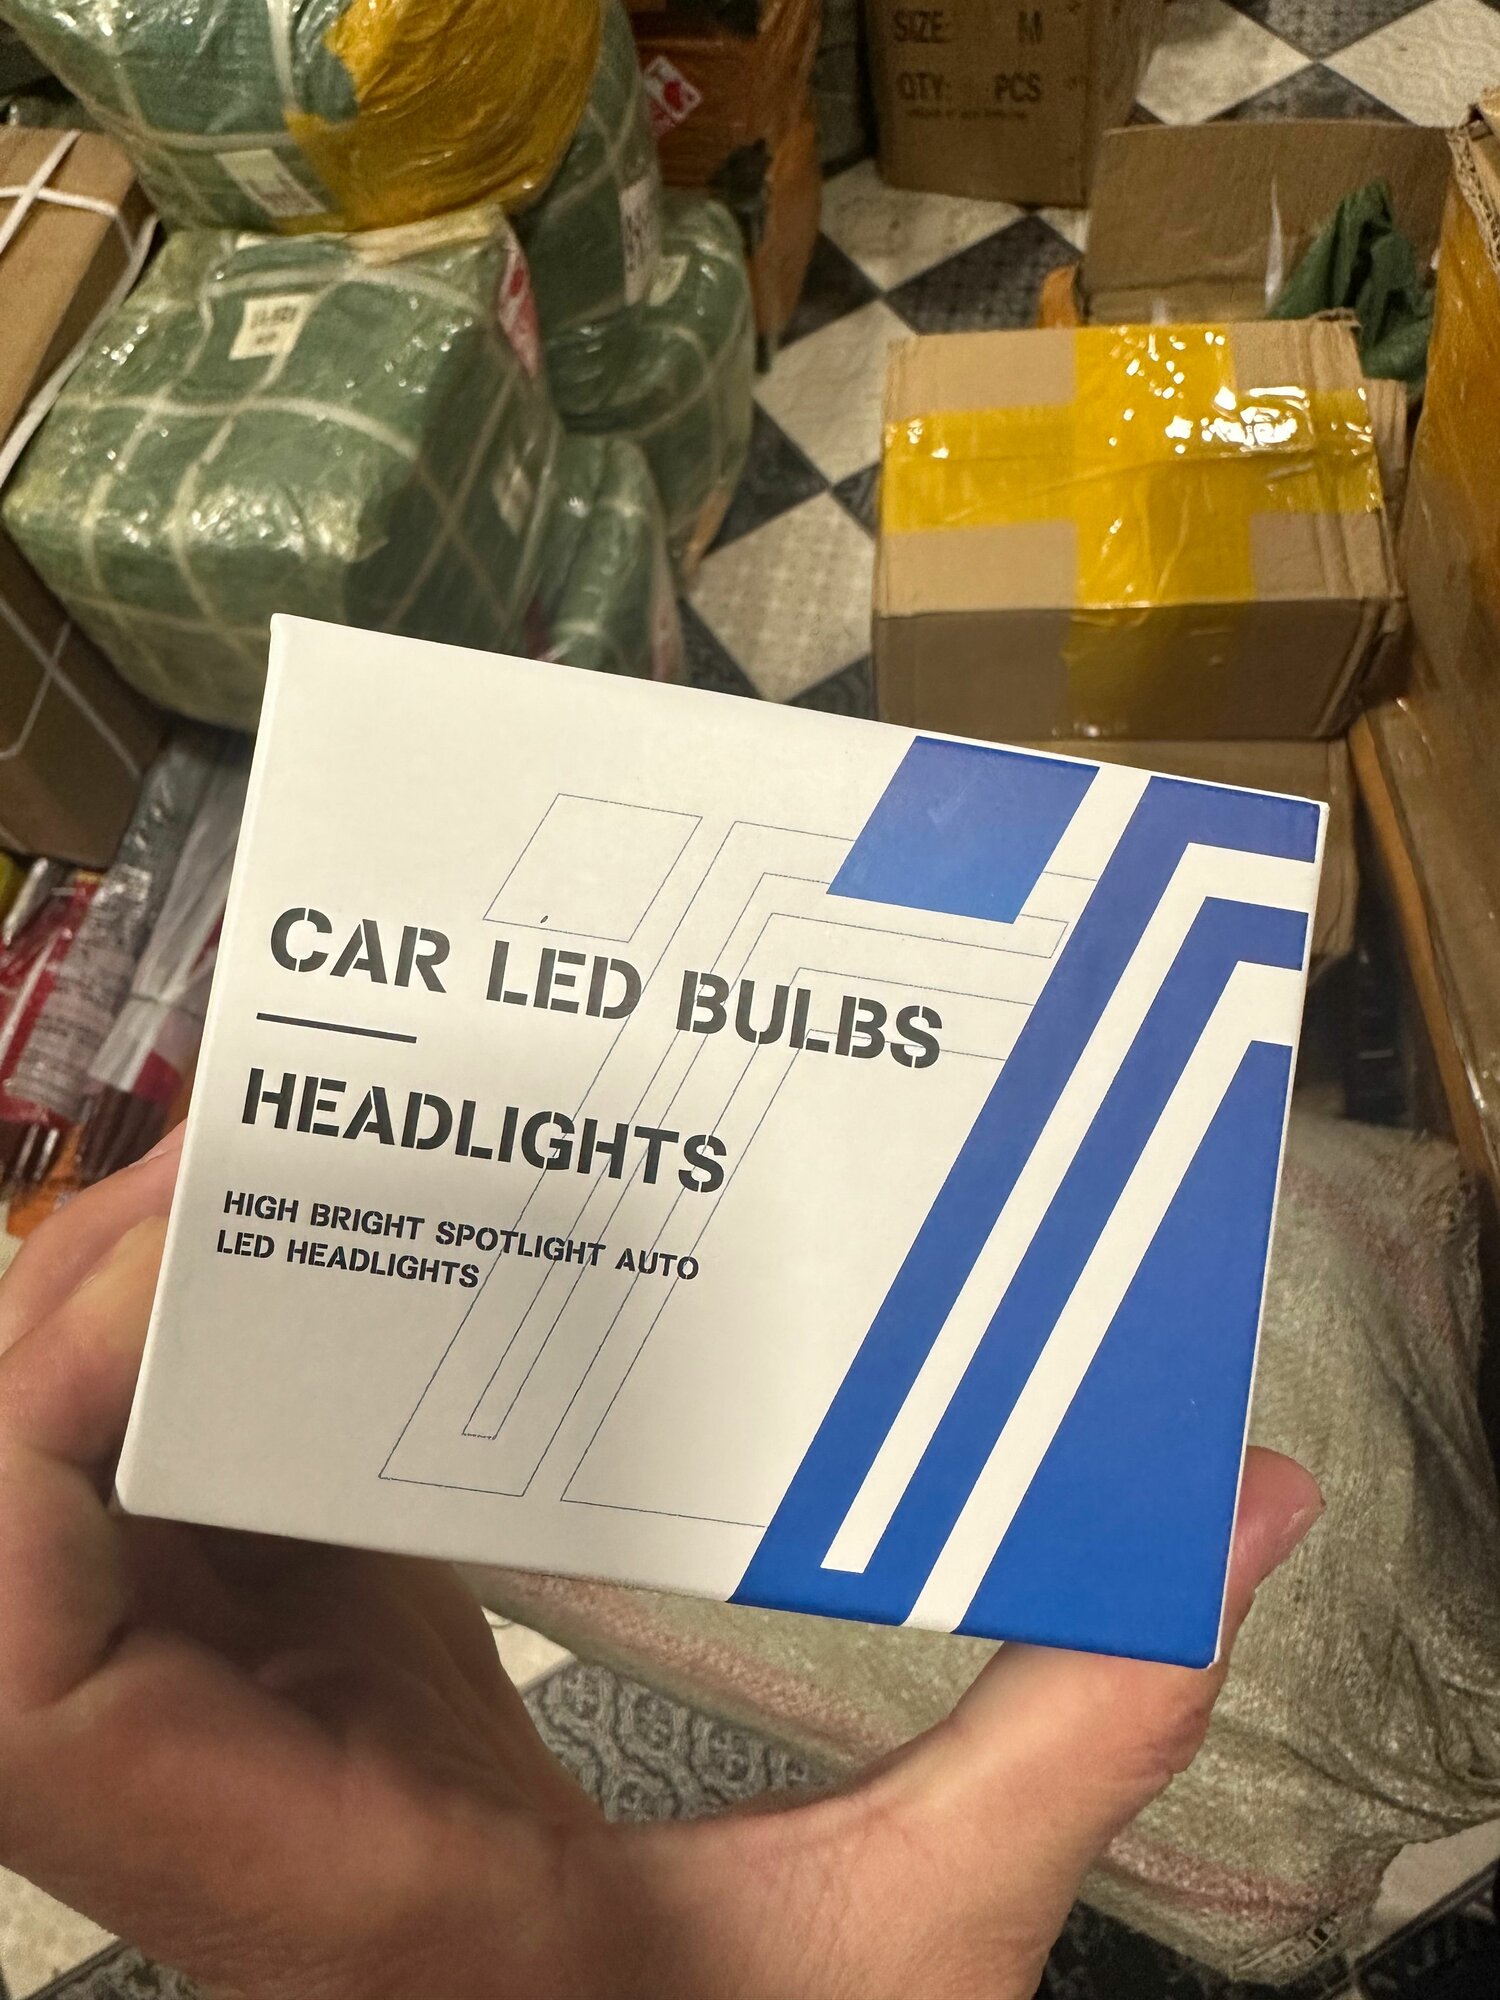 SIZE: M
QTY: PCS
CAR LED BULBS
HEADLIGHTS
HIGH BRIGHT SPOTLIGHT AUTO
LED HEADLIGHTS